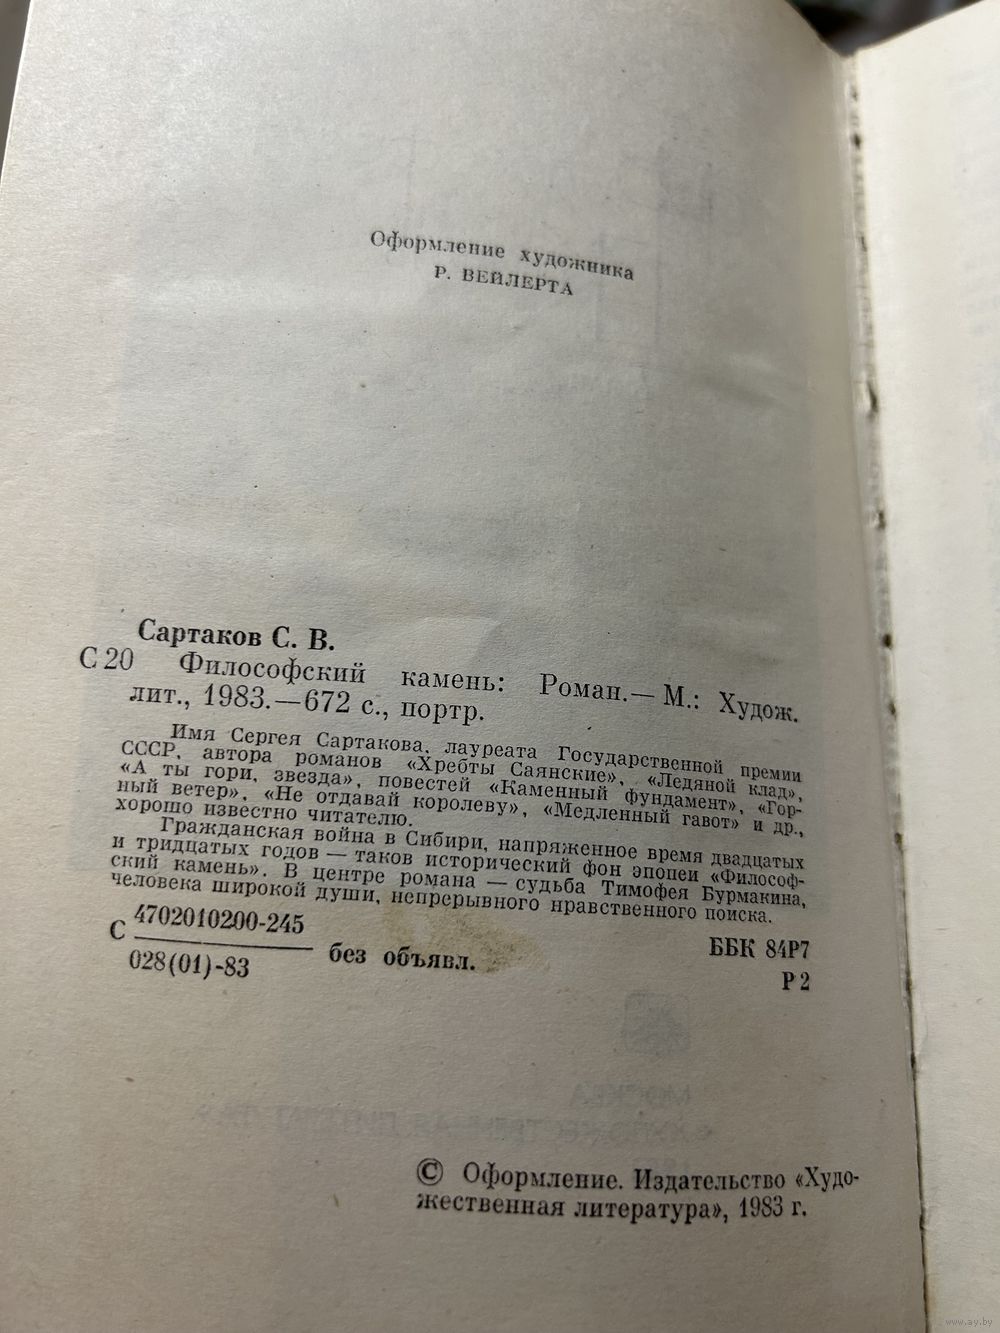 Оформление художника
Р. ВЕЙЛЕРТА
Сартаков С. В.
С 20 Философский камень: Роман.— М.: Худож.
лит., 1983.—672 с., портр.
Имя Сергея Сартакова, лауреата Государственной премии
СССР, автора романов «Хребты Саянские», «Ледяной клад»,
«А ты гори, звезда», повестей «Каменный фундамент», «Гор-
ный ветер», «Не отдавай королеву», «Медленный гавот» и др.,
хорошо известно читателю.
Гражданская война в Сибири, напряженное время двадцатых
и тридцатых годов — таков исторический фон эпопеи «Философ-
ский камень». В центре романа — судьба Тимофея Бурмакина,
человека широкой души, непрерывного нравственного поиска.
С 4702010200-245
028(01)-83 без объявл.
ББК 84Р7
Р 2
© Оформление. Издательство «Худо-
жественная литература», 1983 г.
www.ay.by